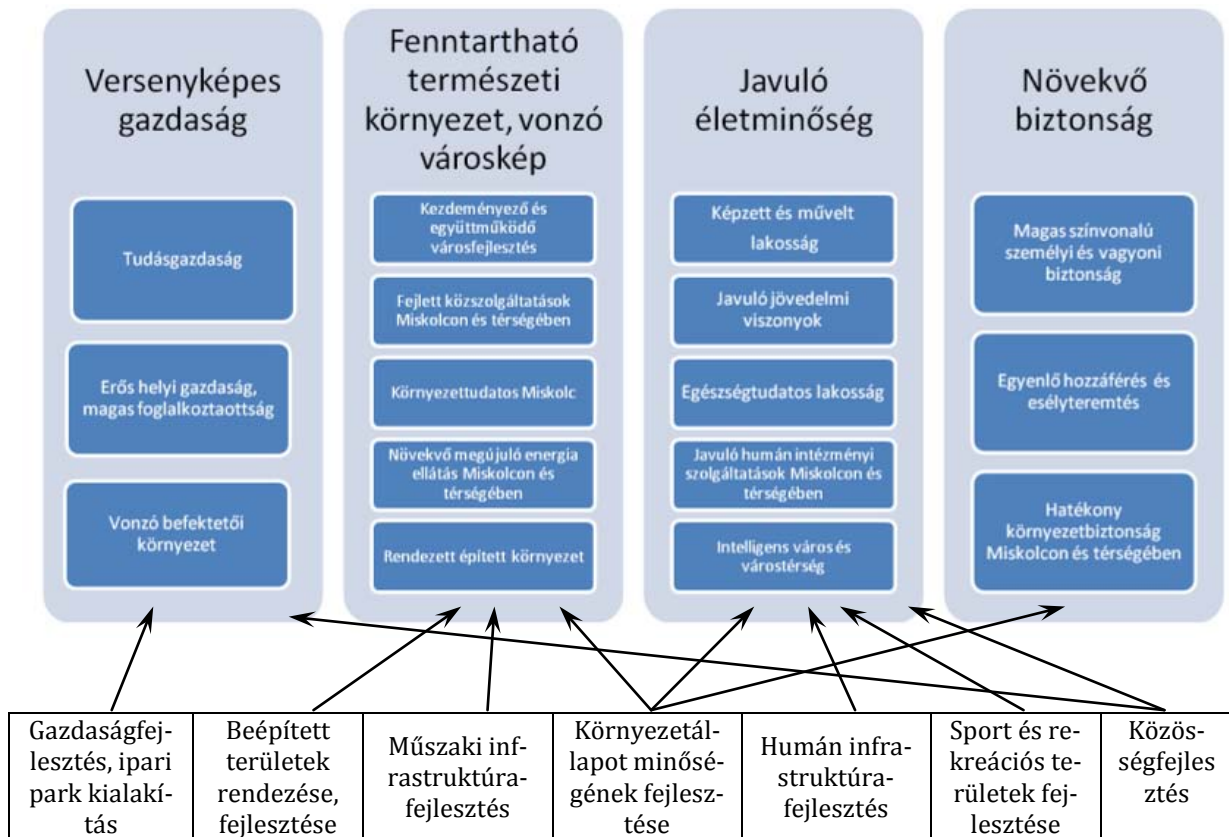 Versenyképes
gazdaság
Tudásgazdaság
Erős helyi gazdaság,
magas foglalkoztaottság
Vonzó befektetői
környezet
Fenntartható
természeti
környezet, vonzó
városkép
Kezdeményező és
együttműködő
városfejlesztés
Fejlett közszolgáltatások
Miskolcon és térségében
Környezettudatos Miskolc
Növekvő megújuló energia
ellátás Miskolcon és
térségében
Rendezett épített környezet
Javuló
életminőség
Képzett és művelt
lakosság
Javuló jövedelmi
viszonyok
Egészségtudatos lakosság
Javuló humán intézményi
szolgáltatások Miskolcon és
térségében
Intelligens város és
várostérség
Növekvő
biztonság
Magas színvonalú
személyi és vagyoni
biztonság
Egyenlő hozzáférés és
esélyteremtés
Hatékony
környezetbiztonság
Miskolcon és térségében
Gazdaságfej-
lesztés, ipari
park kialakí-
tás
Beépített
területek
rendezése,
fejlesztése
Műszaki inf-
rastruktúra-
fejlesztés
Környezetál-
lapot minősé-
gének fejlesz-
tése
Humán infra-
struktúra-
fejlesztés
Sport és re-
kreációs te-
rületek fej-
lesztése
Közös-
ségfejles
ztés